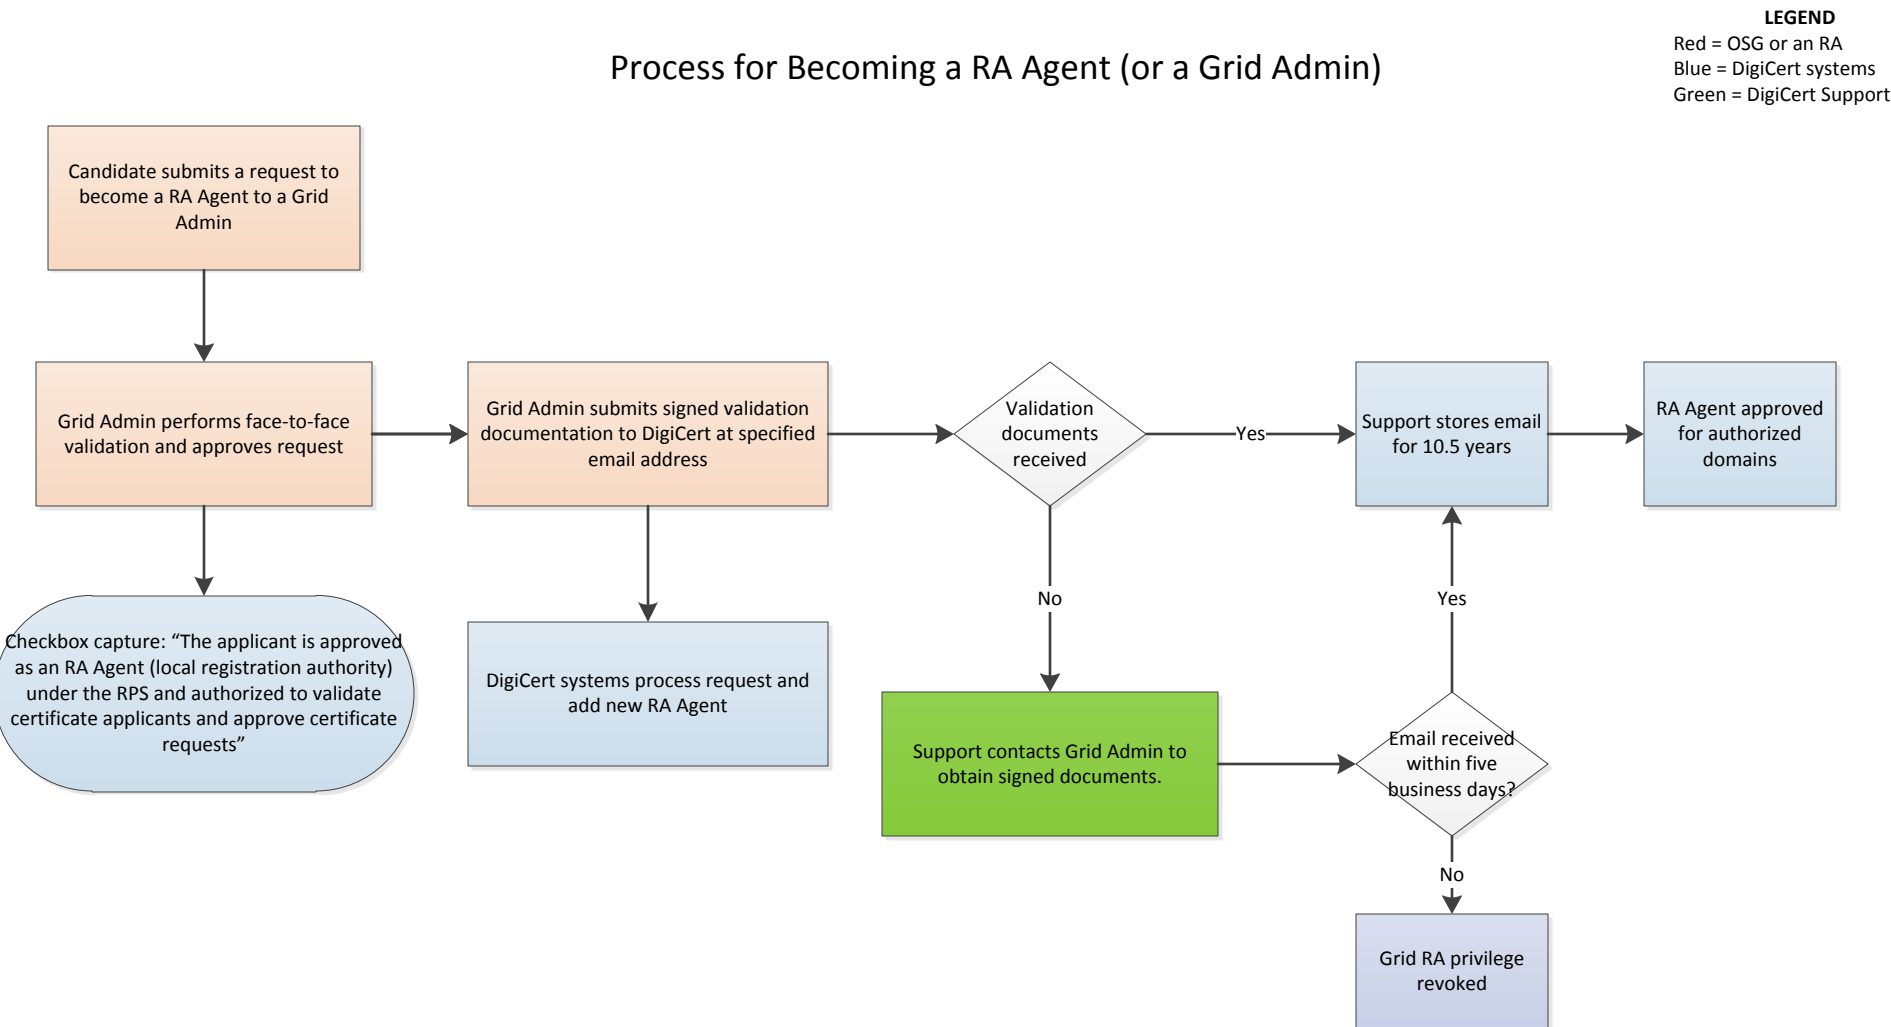 LEGEND
Red = OSG or an RA
Blue = DigiCert systems
Green = DigiCert Support
Process for Becoming a RA Agent (or a Grid Admin)
Candidate submits a request to
become a RA Agent to a Grid
Admin
Grid Admin performs face-to-face
validation and approves request
Grid Admin submits signed validation
documentation to DigiCert at specified
email address
Validation
documents
received
Yes
Support stores email
for 10.5 years
RA Agent approved
for authorized
domains
No
Yes
Checkbox capture: “The applicant is approved
as an RA Agent (local registration authority)
under the RPS and authorized to validate
certificate applicants and approve certificate
requests”
DigiCert systems process request and
add new RA Agent
Support contacts Grid Admin to
obtain signed documents.
Email received
within five
business days?
No
Grid RA privilege
revoked